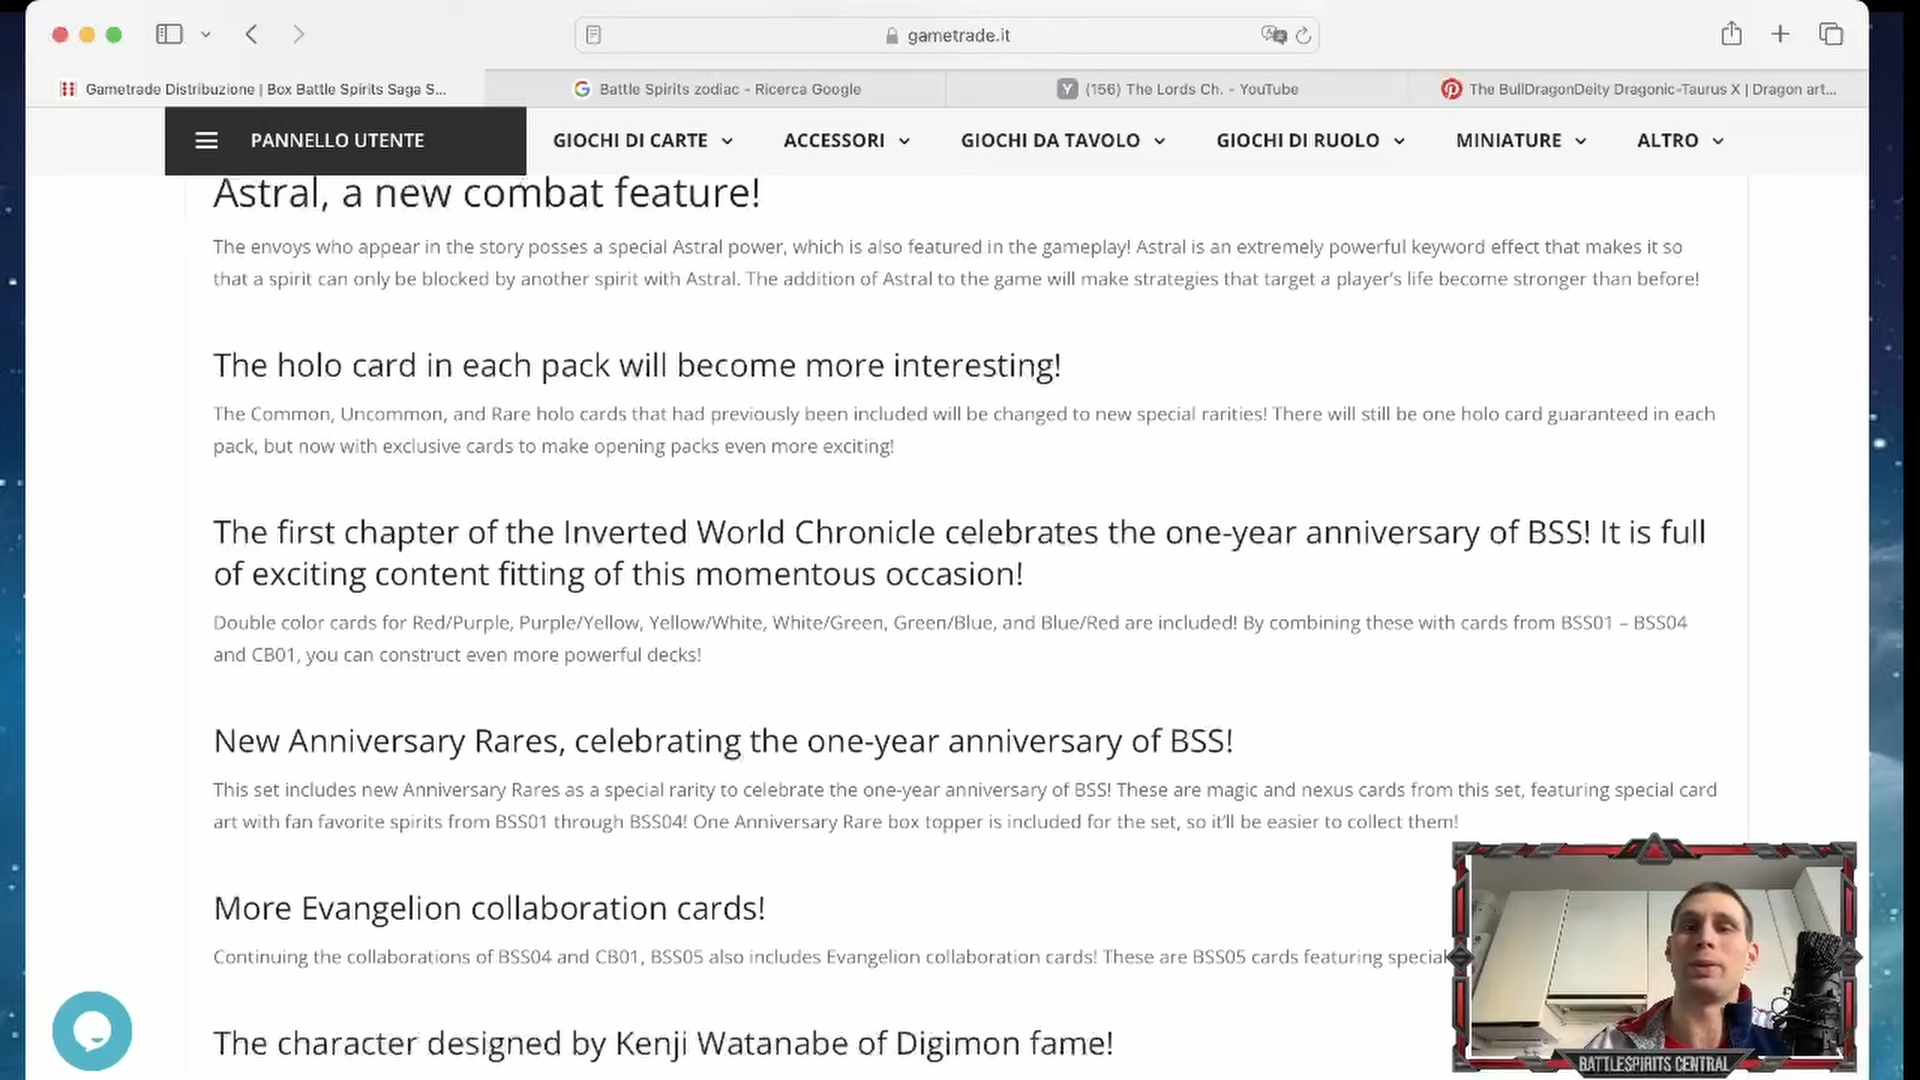 gametrade.it
Gametrade Distribuzione | Box Battle Spirits Saga S...
Battle Spirits zodiac - Ricerca Google
(156) The Lords Ch. - YouTube
The BullDragonDeity Dragonic-Taurus X | Dragon art...
PANNELLO UTENTE
GIOCHI DI CARTE
ACCESSORI
GIOCHI DA TAVOLO
GIOCHI DI RUOLO
MINIATURE
ALTRO
Astral, a new combat feature!
The envoys who appear in the story posses a special Astral power, which is also featured in the gameplay! Astral is an extremely powerful keyword effect that makes it so
that a spirit can only be blocked by another spirit with Astral. The addition of Astral to the game will make strategies that target a player's life become stronger than before!
The holo card in each pack will become more interesting!
The Common, Uncommon, and Rare holo cards that had previously been included will be changed to new special rarities! There will still be one holo card guaranteed in each
pack, but now with exclusive cards to make opening packs even more exciting!
The first chapter of the Inverted World Chronicle celebrates the one-year anniversary of BSS! It is full
of exciting content fitting of this momentous occasion!
Double color cards for Red/Purple, Purple/Yellow, Yellow/White, White/Green, Green/Blue, and Blue/Red are included! By combining these with cards from BSS01 – BSS04
and CB01, you can construct even more powerful decks!
New Anniversary Rares, celebrating the one-year anniversary of BSS!
This set includes new Anniversary Rares as a special rarity to celebrate the one-year anniversary of BSS! These are magic and nexus cards from this set, featuring special card
art with fan favorite spirits from BSS01 through BSS04! One Anniversary Rare box topper is included for the set, so it'll be easier to collect them!
More Evangelion collaboration cards!
Continuing the collaborations of BSS04 and CB01, BSS05 also includes Evangelion collaboration cards! These are BSS05 cards featuring special
The character designed by Kenji Watanabe of Digimon fame!
BATTLESPIRITS CENTRAL